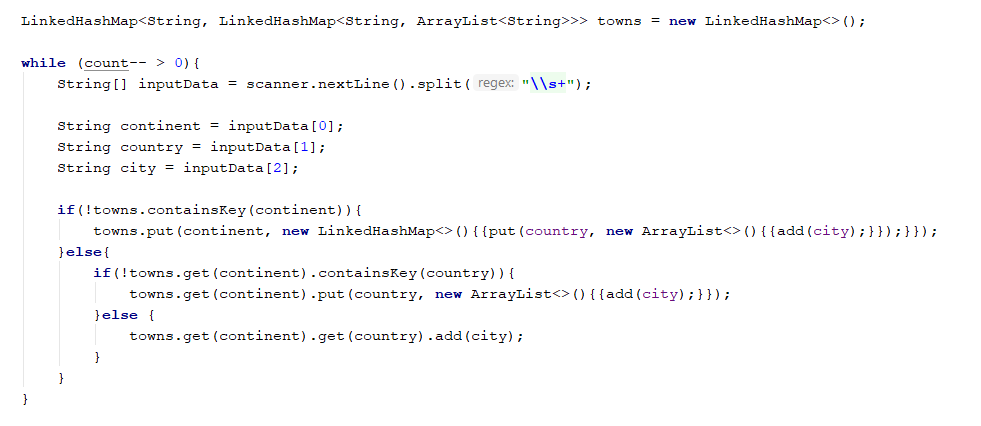 LinkedHashMap<String, LinkedHashMap<String, ArrayList<String>>> towns = new LinkedHashMap<>();
while (count-- > 0){
String[] inputData = scanner.nextLine().split( regex: "\\s+");
String continent = inputData[0];
String country = inputData[1];
String city = inputData[2];
if(!towns.containsKey(continent)){
towns.put(continent, new LinkedHashMap<>(){{put(country, new ArrayList<>(){{add(city);}});}});
}else{
if(!towns.get(continent).containsKey(country)){
towns.get(continent).put(country, new ArrayList<>(){{add(city);}});
}else {
towns.get(continent).get(country).add(city);
}
}
}